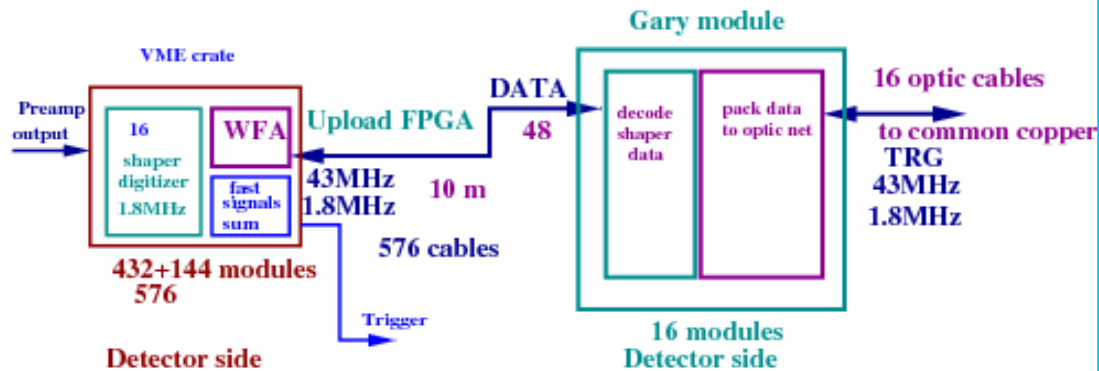 Gary module
VME crate
Preamp
output
16
shaper
digitizer
1.8MHz
WFA
fast
signals
sum
Upload FPGA
43MHz
1.8MHz
10 m
576 cables
DATA
48
decode
shaper
data
pack data
to optic net
16 optic cables
to common copper
TRG
43MHz
1.8MHz
432+144 modules
576
Trigger
Detector side
16 modules
Detector side